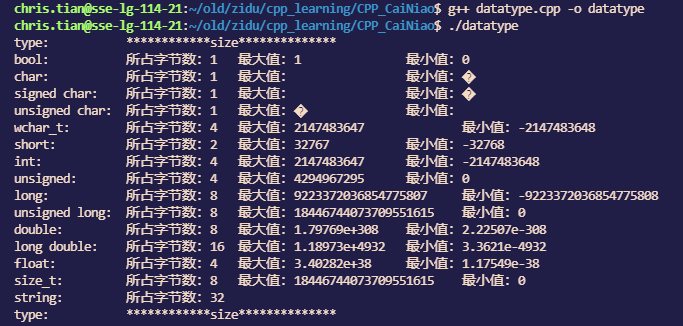 chris.tian@sse-lg-114-21:~/old/zidu/cpp_learning/CPP_CaiNiao$ g++ datatype.cpp -o datatype
chris.tian@sse-lg-114-21:~/old/zidu/cpp_learning/CPP_CaiNiao$ ./datatype
type: ************size**************
bool: 所占字节数: 1 最大值: 1 最小值: 0
char: 所占字节数: 1 最大值: 最小值: �
signed char: 所占字节数: 1 最大值: 最小值: �
unsigned char: 所占字节数: 1 最大值: � 最小值:
wchar_t: 所占字节数: 4 最大值: 2147483647 最小值: -2147483648
short: 所占字节数: 2 最大值: 32767 最小值: -32768
int: 所占字节数: 4 最大值: 2147483647 最小值: -2147483648
unsigned: 所占字节数: 4 最大值: 4294967295 最小值: 0
long: 所占字节数: 8 最大值: 9223372036854775807 最小值: -9223372036854775808
unsigned long: 所占字节数: 8 最大值: 18446744073709551615 最小值: 0
double: 所占字节数: 8 最大值: 1.79769e+308 最小值: 2.22507e-308
long double: 所占字节数: 16 最大值: 1.18973e+4932 最小值: 3.3621e-4932
float: 所占字节数: 4 最大值: 3.40282e+38 最小值: 1.17549e-38
size_t: 所占字节数: 8 最大值: 18446744073709551615 最小值: 0
string: 所占字节数: 32
type: ************size**************